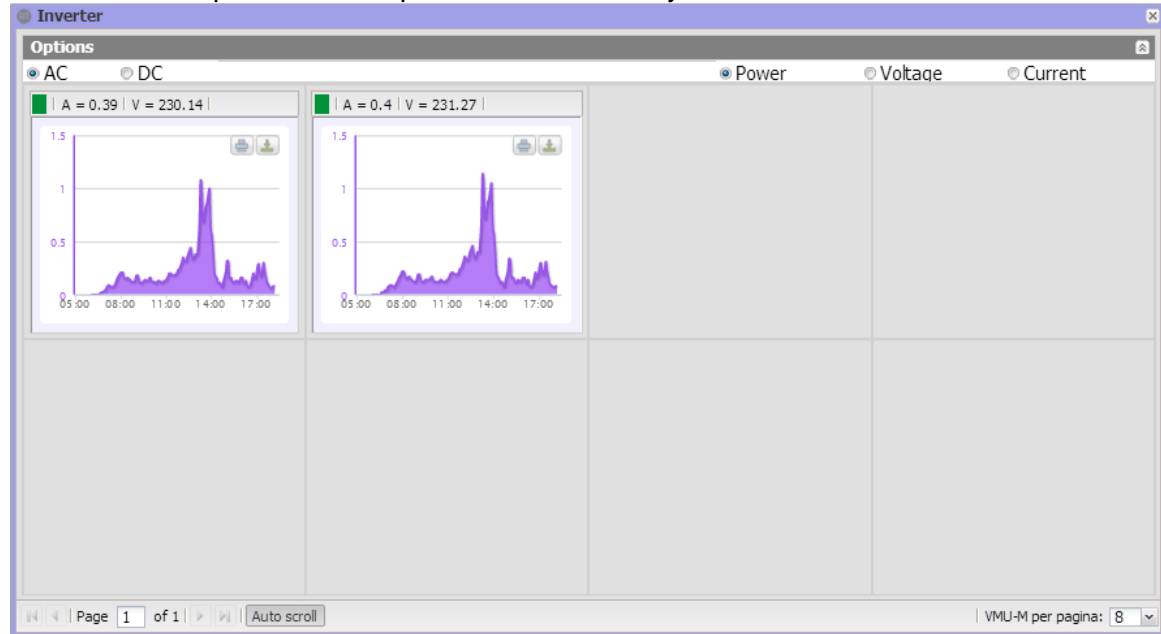 Inverter
Options
AC DC Power Voltage Current
A = 0.39 V = 230.14 A = 0.4 V = 231.27
1.5 1.5
1 1
0.5 0.5
0 0
05:00 08:00 11:00 14:00 17:00 05:00 08:00 11:00 14:00 17:00
Page 1 of 1 Auto scroll VMU-M per pagina: 8